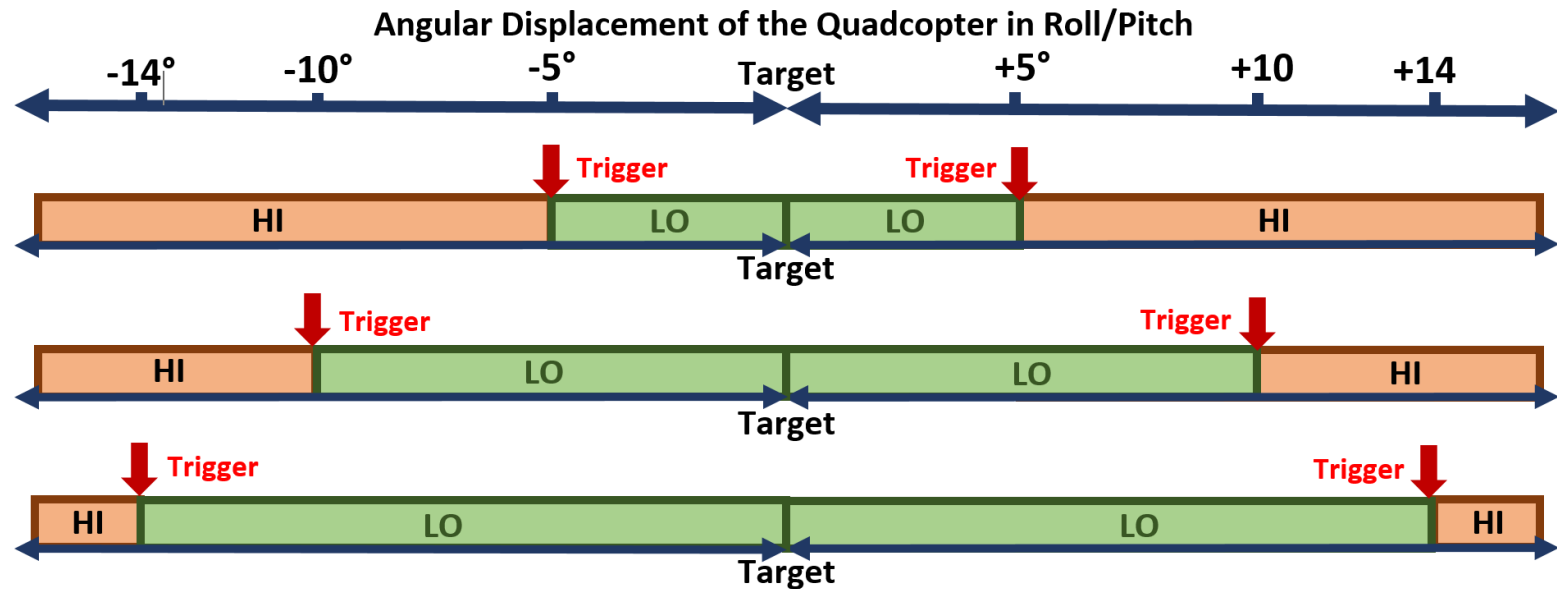 Angular Displacement of the Quadcopter in Roll/Pitch
-14° -10° -5° Target +5° +10 +14
Trigger Trigger
HI LO LO HI
Target
Trigger Trigger
HI LO LO HI
Target
Trigger Trigger
HI LO LO HI
Target